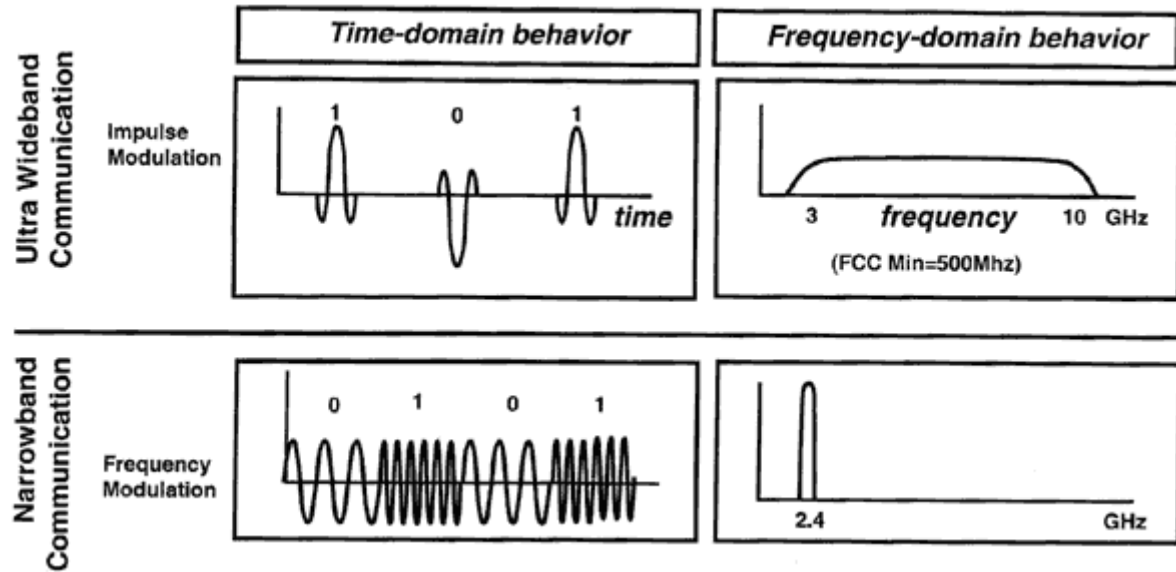 Time-domain behavior
Frequency-domain behavior
Ultra Wideband
Communication
Impulse
Modulation
1 0 1
time
3 frequency 10 GHz
(FCC Min=500Mhz)
Narrowband
Communication
Frequency
Modulation
0 1 0 1
2.4 GHz